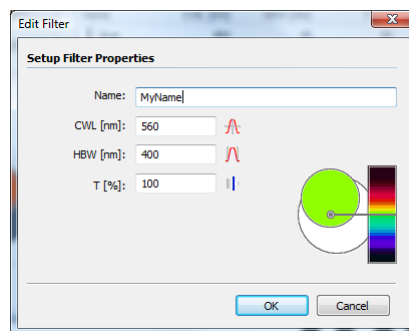 Edit Filter
Setup Filter Properties
Name: MyName
CWL [nm]: 560
HBW [nm]: 400
T [%]: 100
OK Cancel